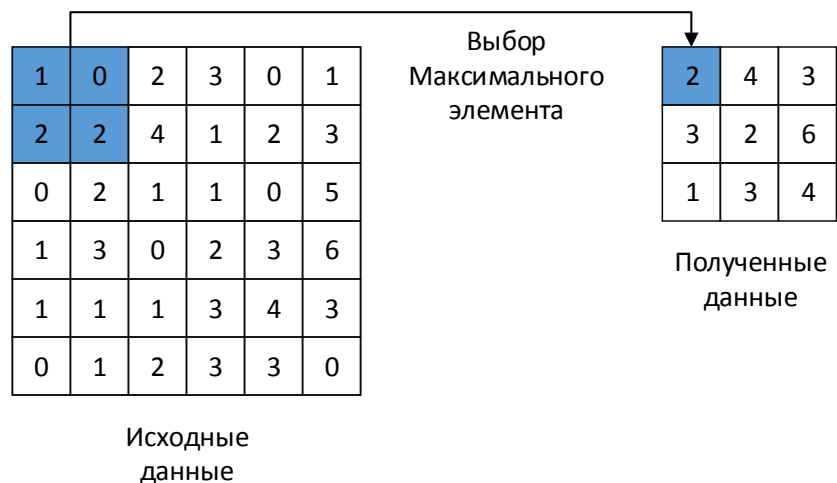 Выбор
Максимального
элемента
1 0 2 3 0 1
2 2 4 1 2 3
0 2 1 1 0 5
1 3 0 2 3 6
1 1 1 3 4 3
0 1 2 3 3 0
Исходные
данные
2 4 3
3 2 6
1 3 4
Полученные
данные